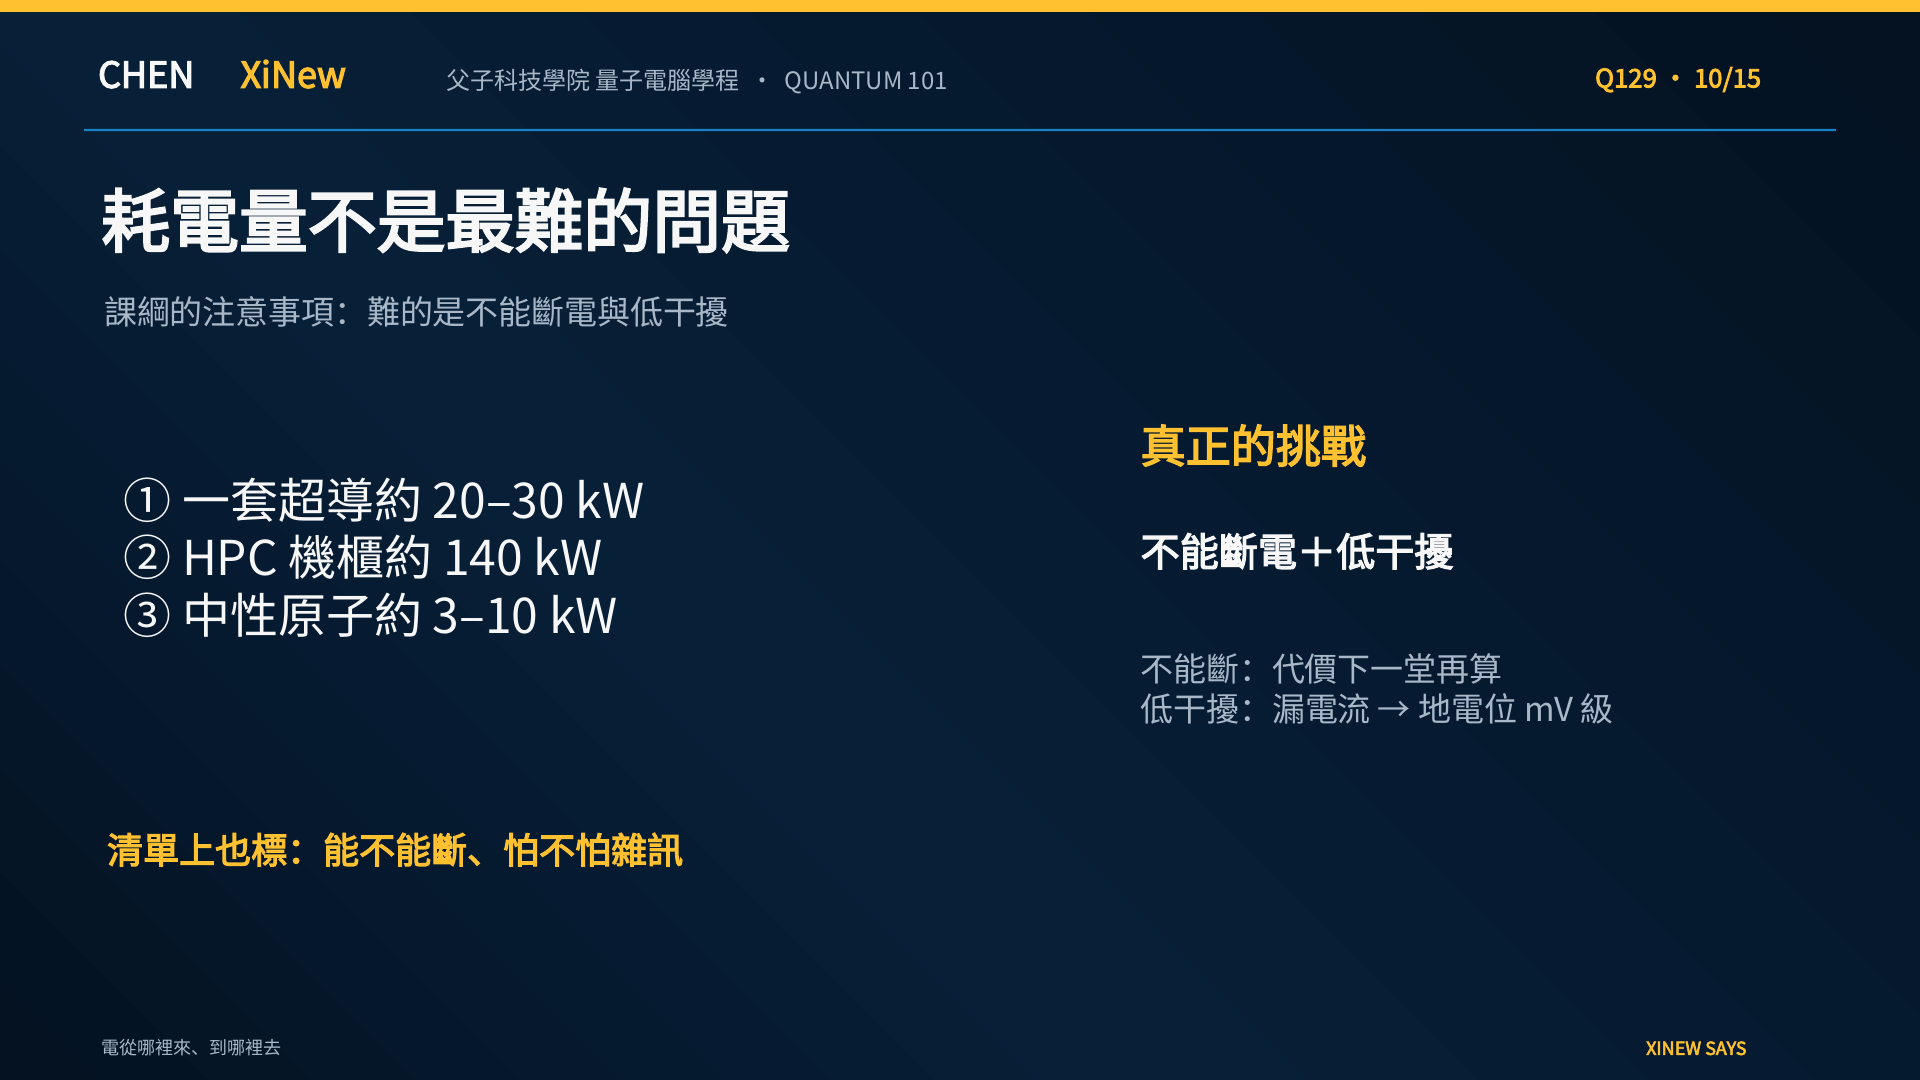 CHEN XiNew 父子科技學院 量子電腦學程 · QUANTUM 101 Q129 · 10/15
耗電量不是最難的問題
課綱的注意事項：難的是不能斷電與低干擾
① 一套超導約 20–30 kW
② HPC 機櫃約 140 kW
③ 中性原子約 3–10 kW
真正的挑戰
不能斷電＋低干擾
不能斷：代價下一堂再算
低干擾：漏電流 → 地電位 mV 級
清單上也標：能不能斷、怕不怕雜訊
電從哪裡來、到哪裡去 XINEW SAYS